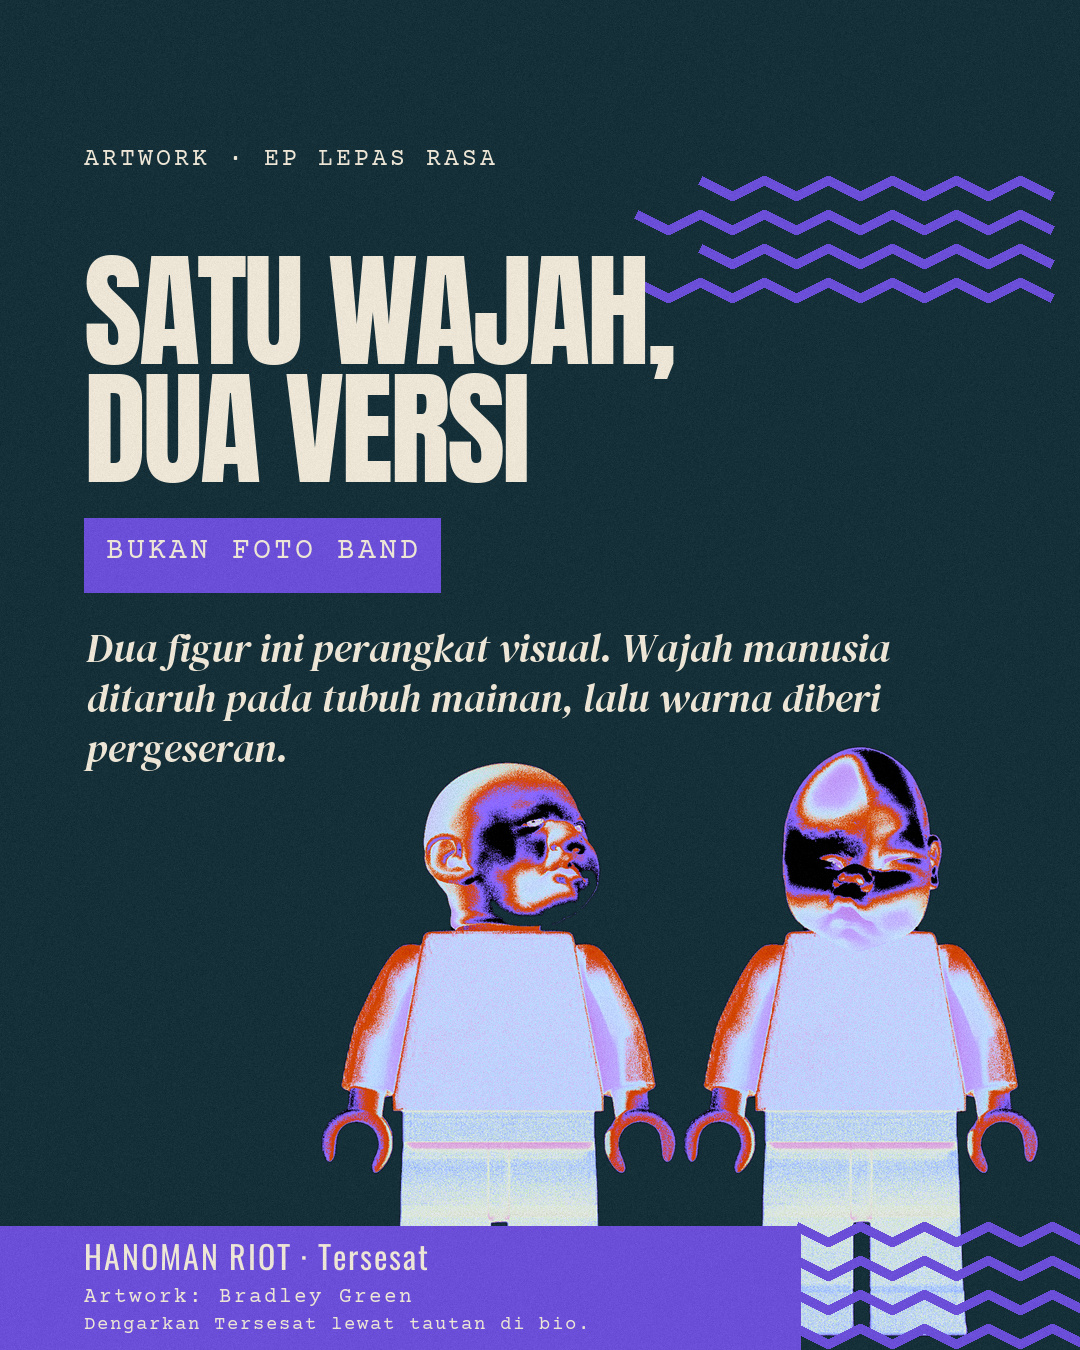 ARTWORK · EP LEPAS RASA
SATU WAJAH,
DUA VERSI
BUKAN FOTO BAND
Dua figur ini perangkat visual. Wajah manusia
ditaruh pada tubuh mainan, lalu warna diberi
pergeseran.
HANOMAN RIOT · Tersesat
Artwork: Bradley Green
Dengarkan Tersesat lewat tautan di bio.